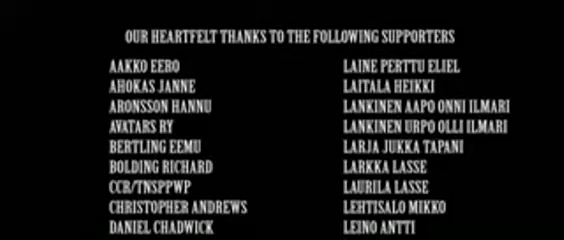 OUR HEARTFELT THANKS TO THE FOLLOWING SUPPORTERS
AAKKO EERO
AHOKAS JANNE
ARONSSON HANNU
AVATARS RY
BERTLING EEMU
BOLDING RICHARD
CCR/TNSPPWP
CHRISTOPHER ANDREWS
DANIEL CHADWICK
LAINE PERTTU ELIEL
LAITALA HEIKKI
LANKINEN AAPO ONNI ILMARI
LANKINEN URPO OLLI ILMARI
LARJA JUKKA TAPANI
LARKKA LASSE
LAURILA LASSE
LEHTISALO MIKKO
LEINO ANTTI